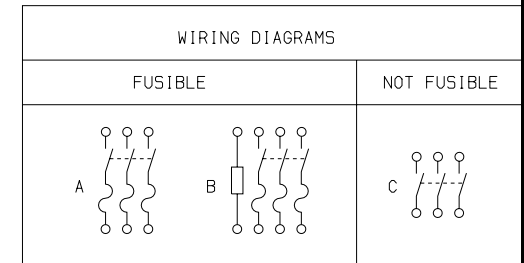 WIRING DIAGRAMS
FUSIBLE
NOT FUSIBLE
A
B
C